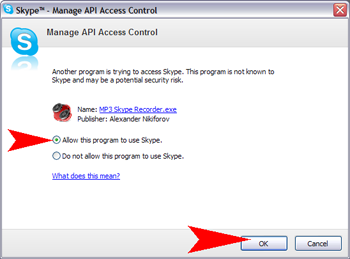 Skype™ - Manage API Access Control
Manage API Access Control
Another program is trying to access Skype. This program is not known to
Skype and may be a potential security risk.
Name: MP3 Skype Recorder.exe
Publisher: Alexander Nikiforov
Allow this program to use Skype.
Do not allow this program to use Skype.
What does this mean?
OK Cancel